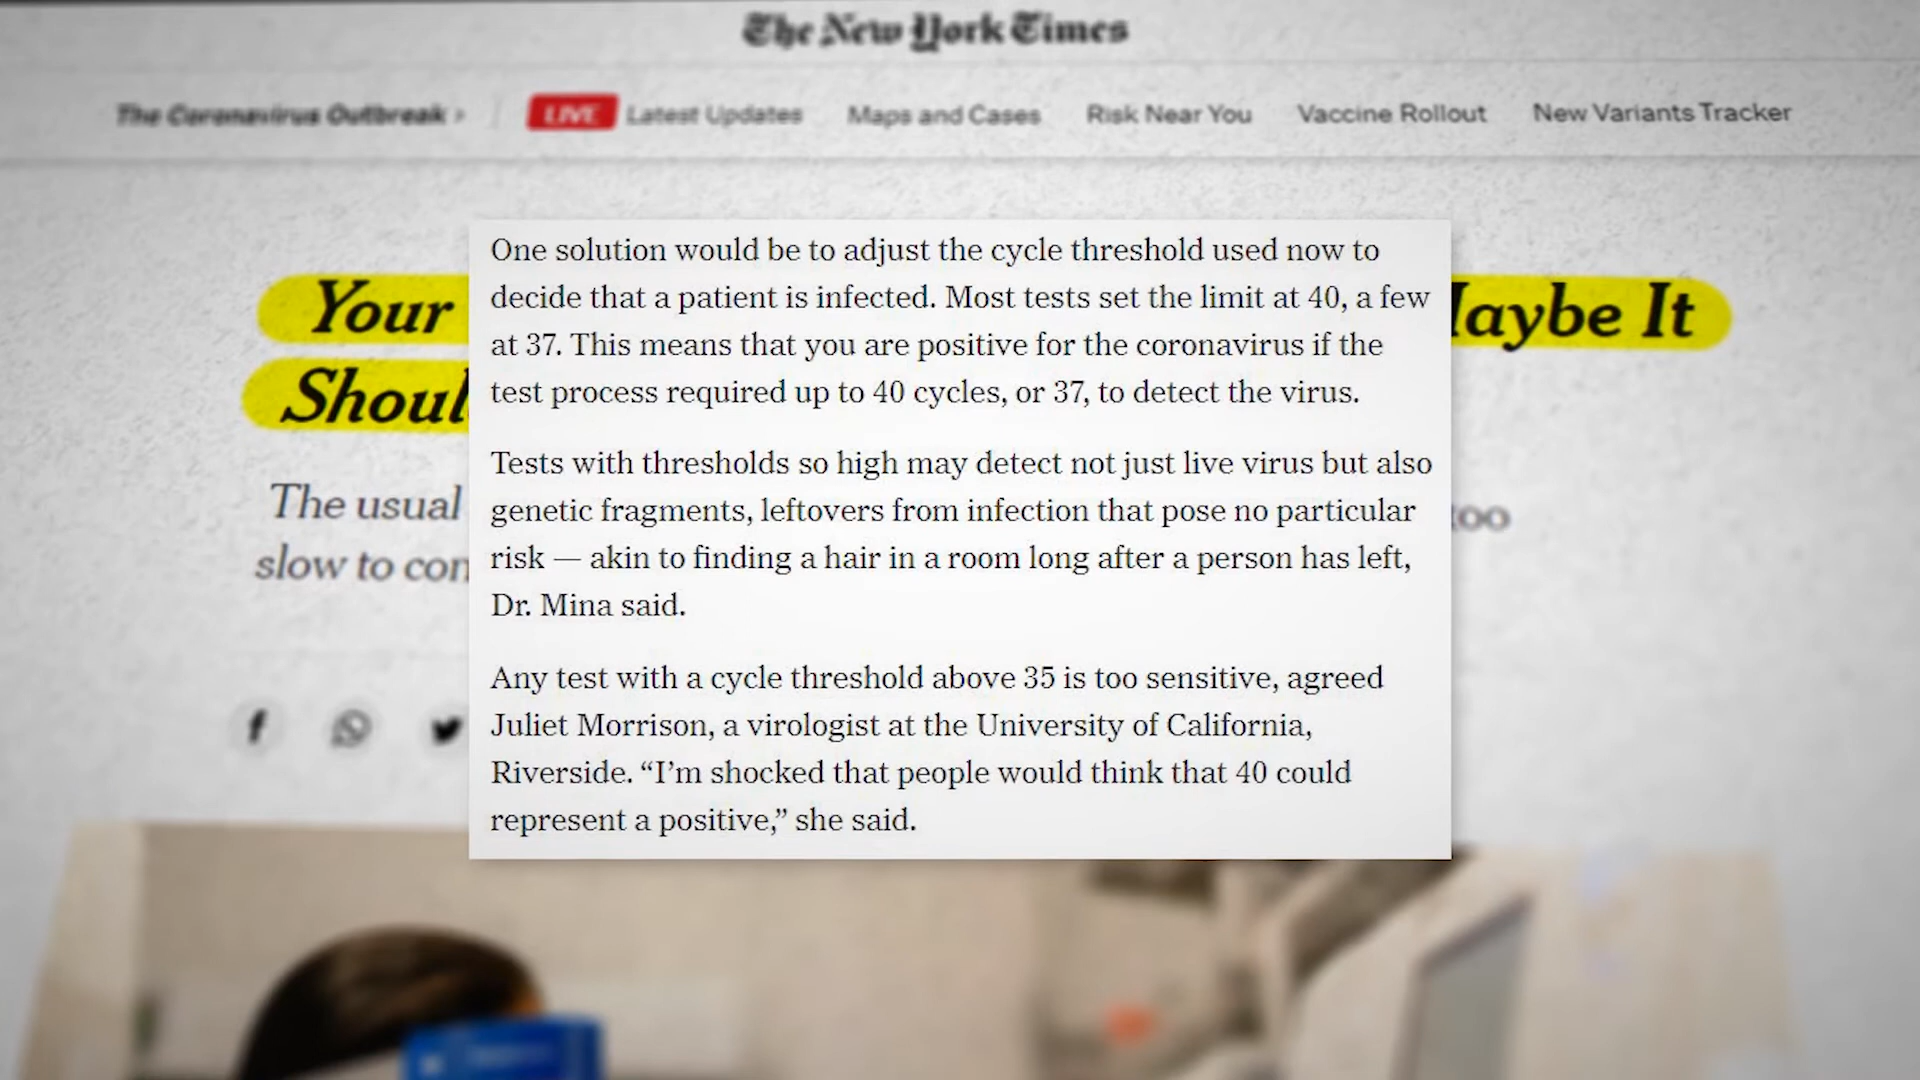 The New York Times
The Coronavirus Outbreak ›
LIVE Latest Updates
Maps and Cases
Risk Near You
Vaccine Rollout
New Variants Tracker
Your
aybe It
Shoul
The usual
too
slow to con
One solution would be to adjust the cycle threshold used now to
decide that a patient is infected. Most tests set the limit at 40, a few
at 37. This means that you are positive for the coronavirus if the
test process required up to 40 cycles, or 37, to detect the virus.
Tests with thresholds so high may detect not just live virus but also
genetic fragments, leftovers from infection that pose no particular
risk — akin to finding a hair in a room long after a person has left,
Dr. Mina said.
Any test with a cycle threshold above 35 is too sensitive, agreed
Juliet Morrison, a virologist at the University of California,
Riverside. “I’m shocked that people would think that 40 could
represent a positive,” she said.